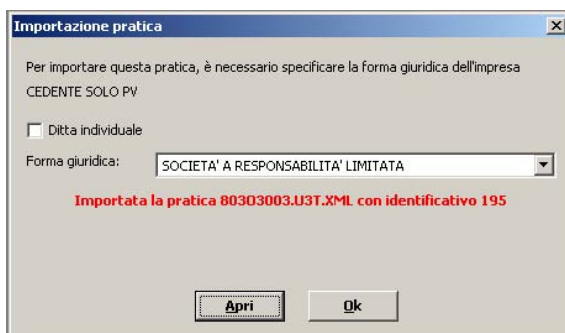 Importazione pratica
Per importare questa pratica, è necessario specificare la forma giuridica dell'impresa
CEDENTE SOLO PV
Ditta individuale
Forma giuridica: SOCIETA' A RESPONSABILITA' LIMITATA
Importata la pratica 803O3003.U3T.XML con identificativo 195
Apri Ok